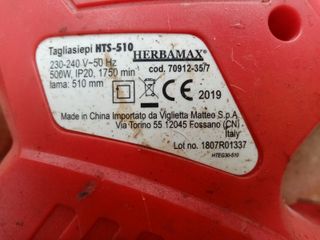 Tagliasiepi HTS-510 HERBAMAX®
230-240 V~50 Hz cod. 70912-35/7
500W, IP20, 1750 min
lama: 510 mm
CE 2019
Made in China Importato da Viglietta Matteo S.p.A
Via Torino 55 12045 Fossano (CN)
Italy
Lot no. 1807R01337
HTEG30-510